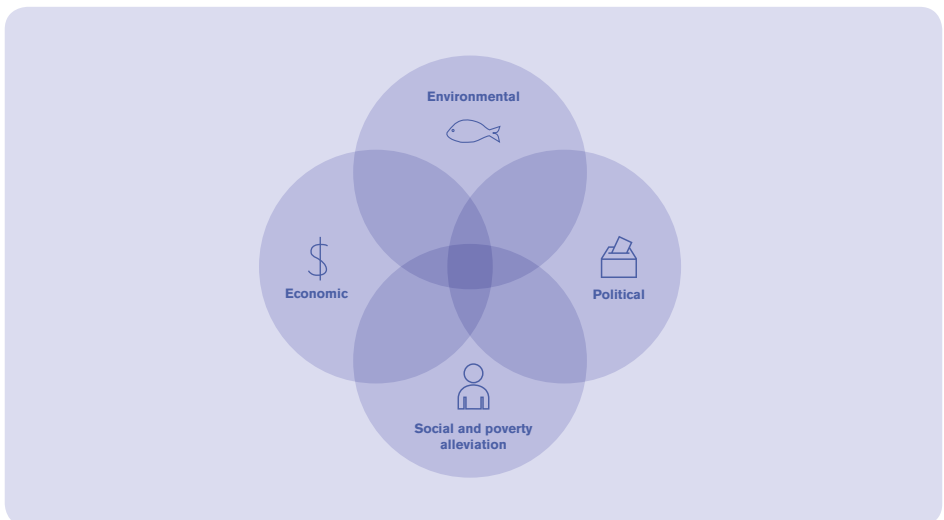 Environmental
Economic
Political
Social and poverty
alleviation